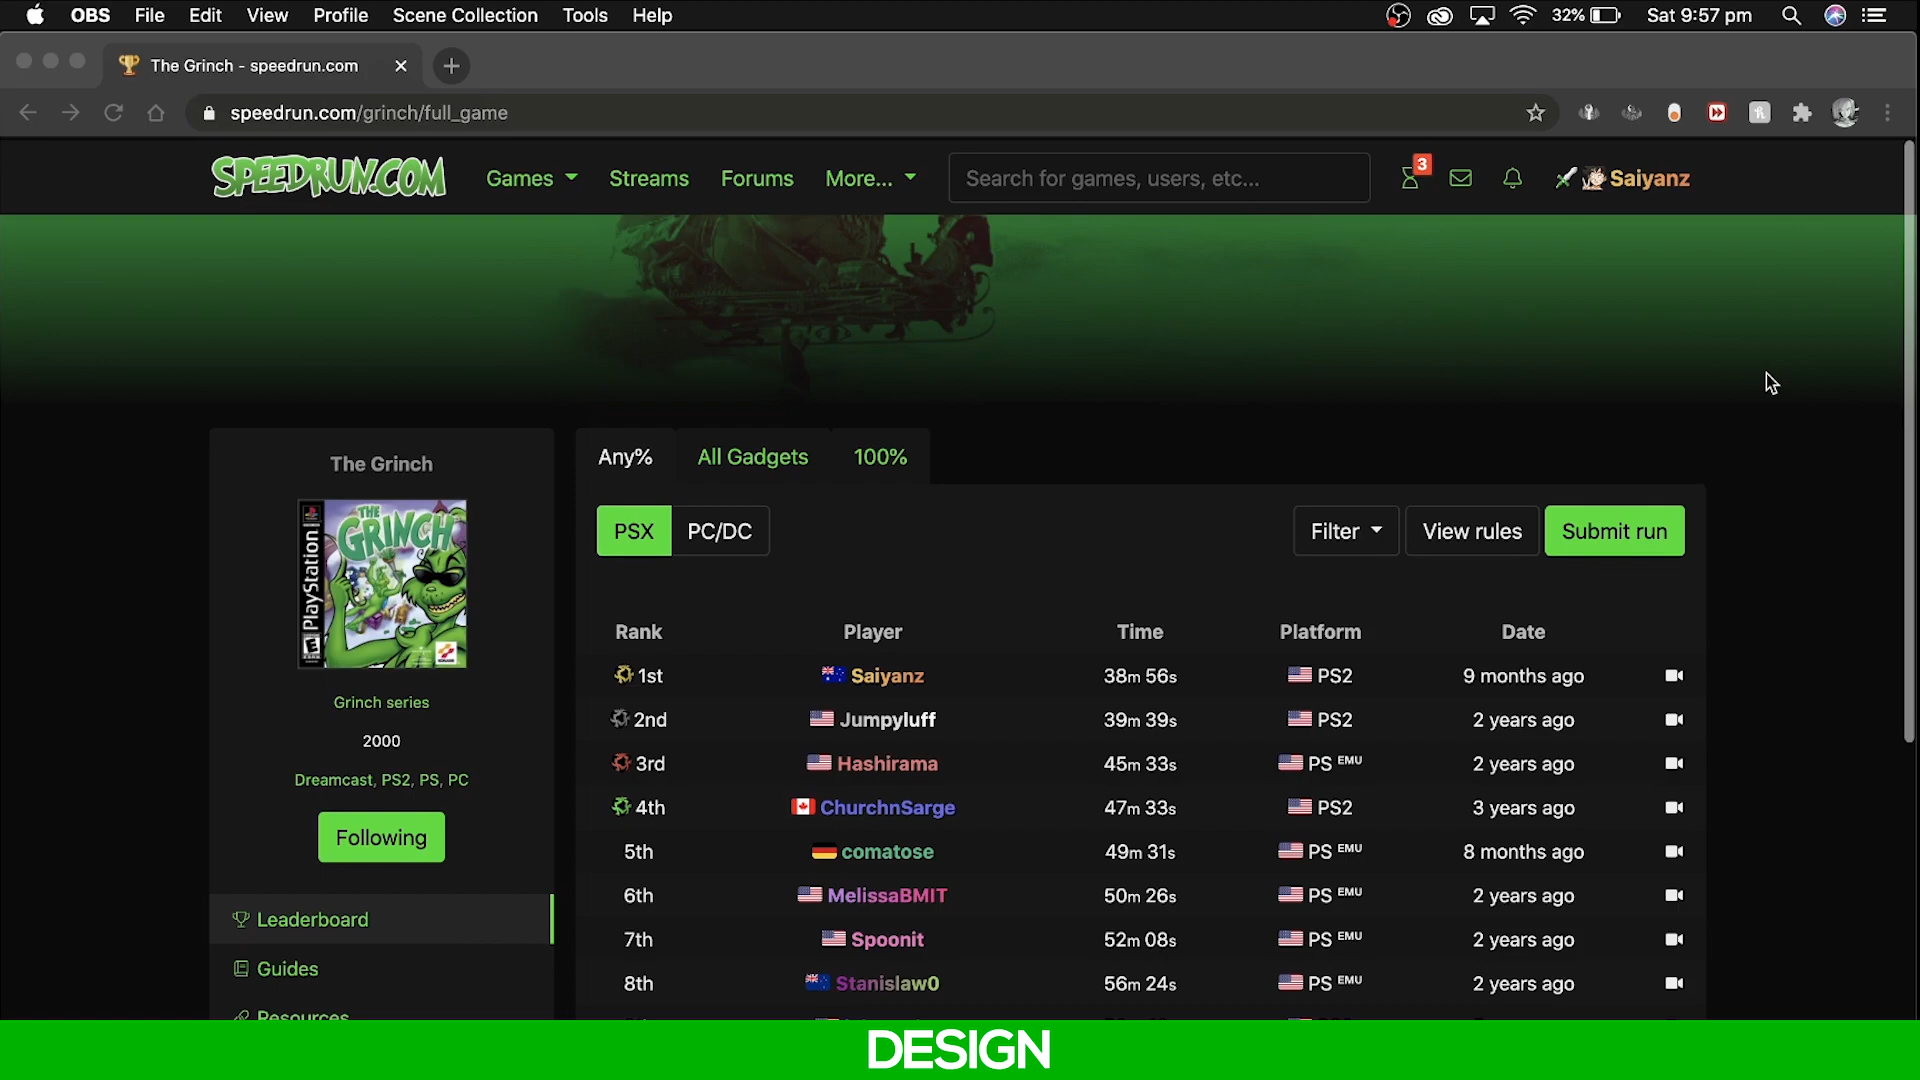 OBS File Edit View Profile Scene Collection Tools Help 32% Sat 9:57 pm
The Grinch - speedrun.com
speedrun.com/grinch/full_game
SPEEDRUN.COM Games Streams Forums More... Search for games, users, etc... 3 Saiyanz
The Grinch
THE GRINCH
PlayStation
Grinch series
2000
Dreamcast, PS2, PS, PC
Following
Leaderboard
Guides
Resources
Any% All Gadgets 100%
PSX PC/DC Filter View rules Submit run
Rank Player Time Platform Date
1st Saiyanz 38m 56s PS2 9 months ago
2nd Jumpyluff 39m 39s PS2 2 years ago
3rd Hashirama 45m 33s PS EMU 2 years ago
4th ChurchnSarge 47m 33s PS2 3 years ago
5th comatose 49m 31s PS EMU 8 months ago
6th MelissaBMIT 50m 26s PS EMU 2 years ago
7th Spoonit 52m 08s PS EMU 2 years ago
8th Stanislaw0 56m 24s PS EMU 2 years ago
DESIGN